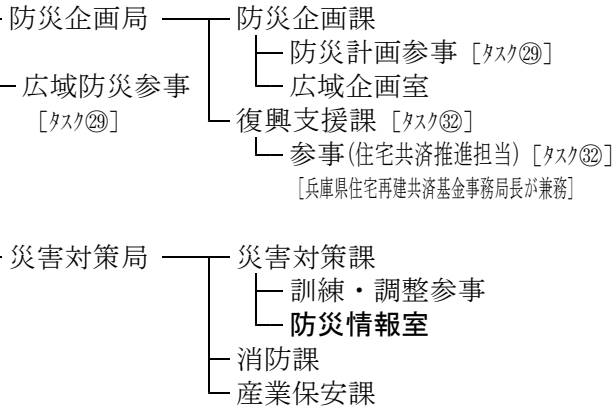 防災企画局 防災企画課
防災計画参事［ﾀｽｸ㉙］
広域防災参事 広域企画室
［ﾀｽｸ㉙］ 復興支援課［ﾀｽｸ㉜］
参事(住宅共済推進担当)［ﾀｽｸ㉜］
［兵庫県住宅再建共済基金事務局長が兼務］
災害対策局 災害対策課
訓練・調整参事
防災情報室
消防課
産業保安課